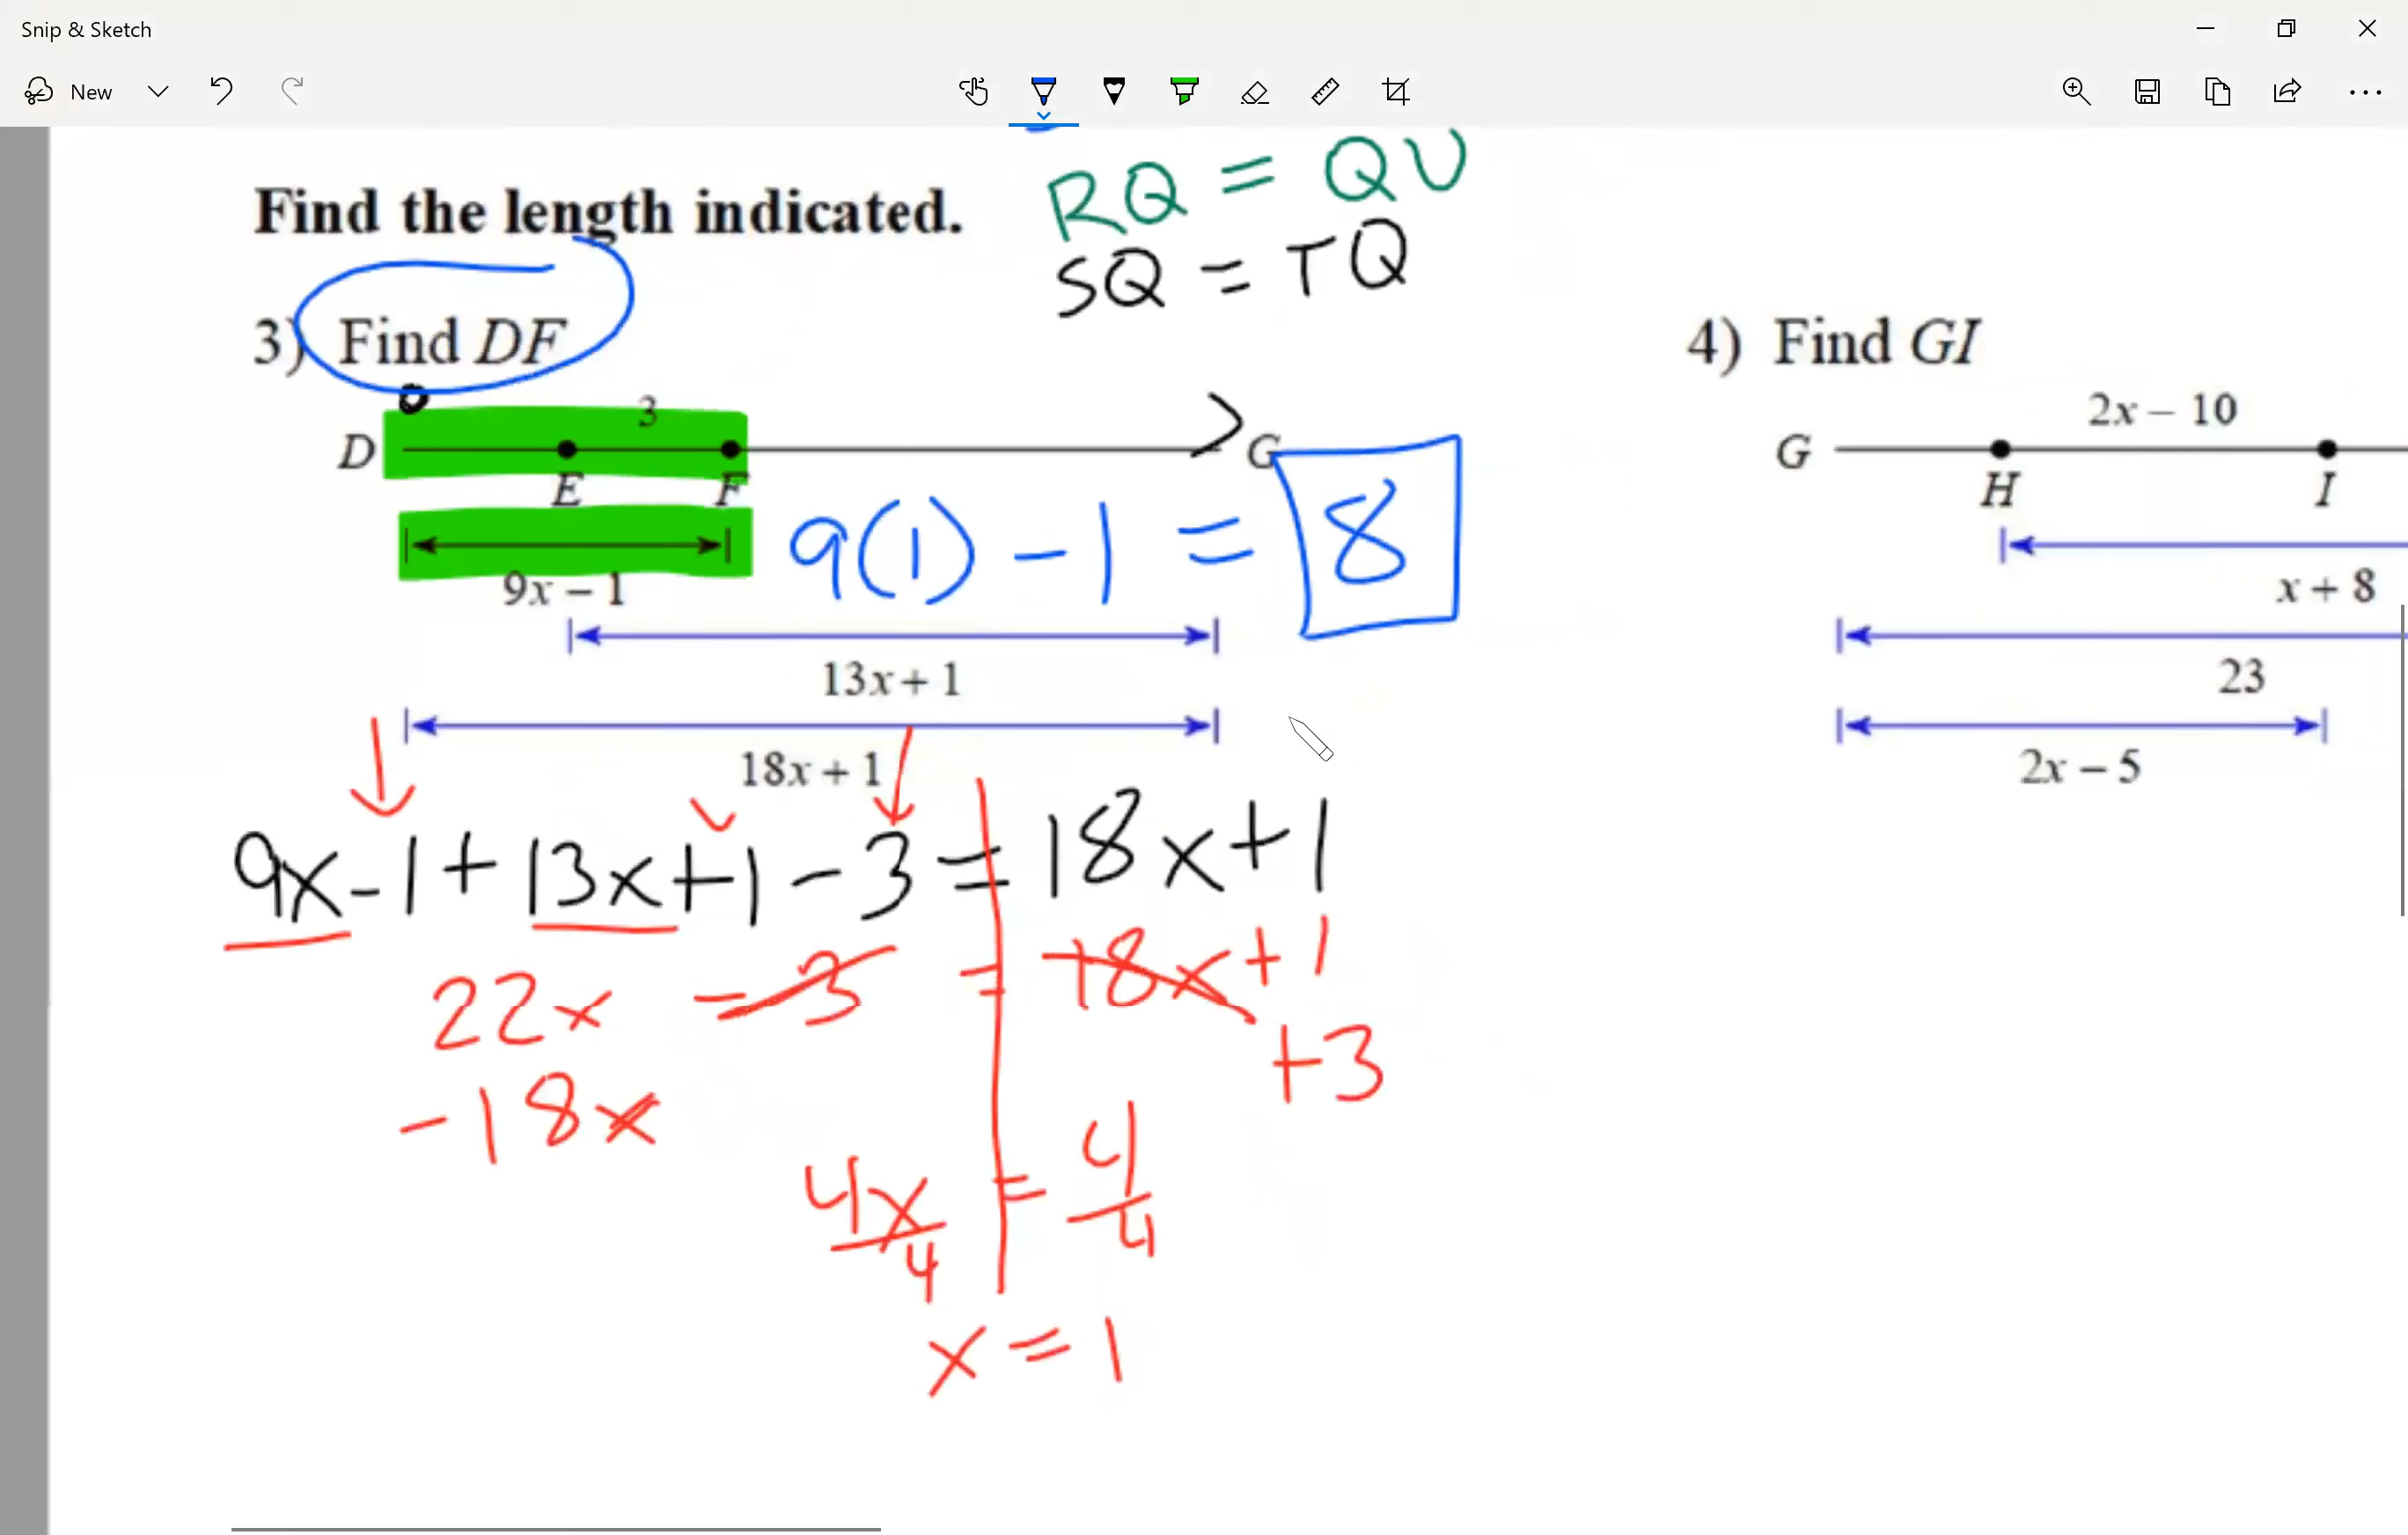 Snip & Sketch
New
RQ = QU
Find the length indicated.
SQ = TQ
3) Find DF
4) Find GI
3
2x – 10
D
G
G
E
F
H
I
9(1) - 1 = 8
9x – 1
x + 8
13x + 1
23
18x + 1
2x – 5
9x - 1 + 13x + 1 - 3 = 18x + 1
22x - 3 = 18x + 1
+3
-18x
4x/4 = 4/4
x = 1